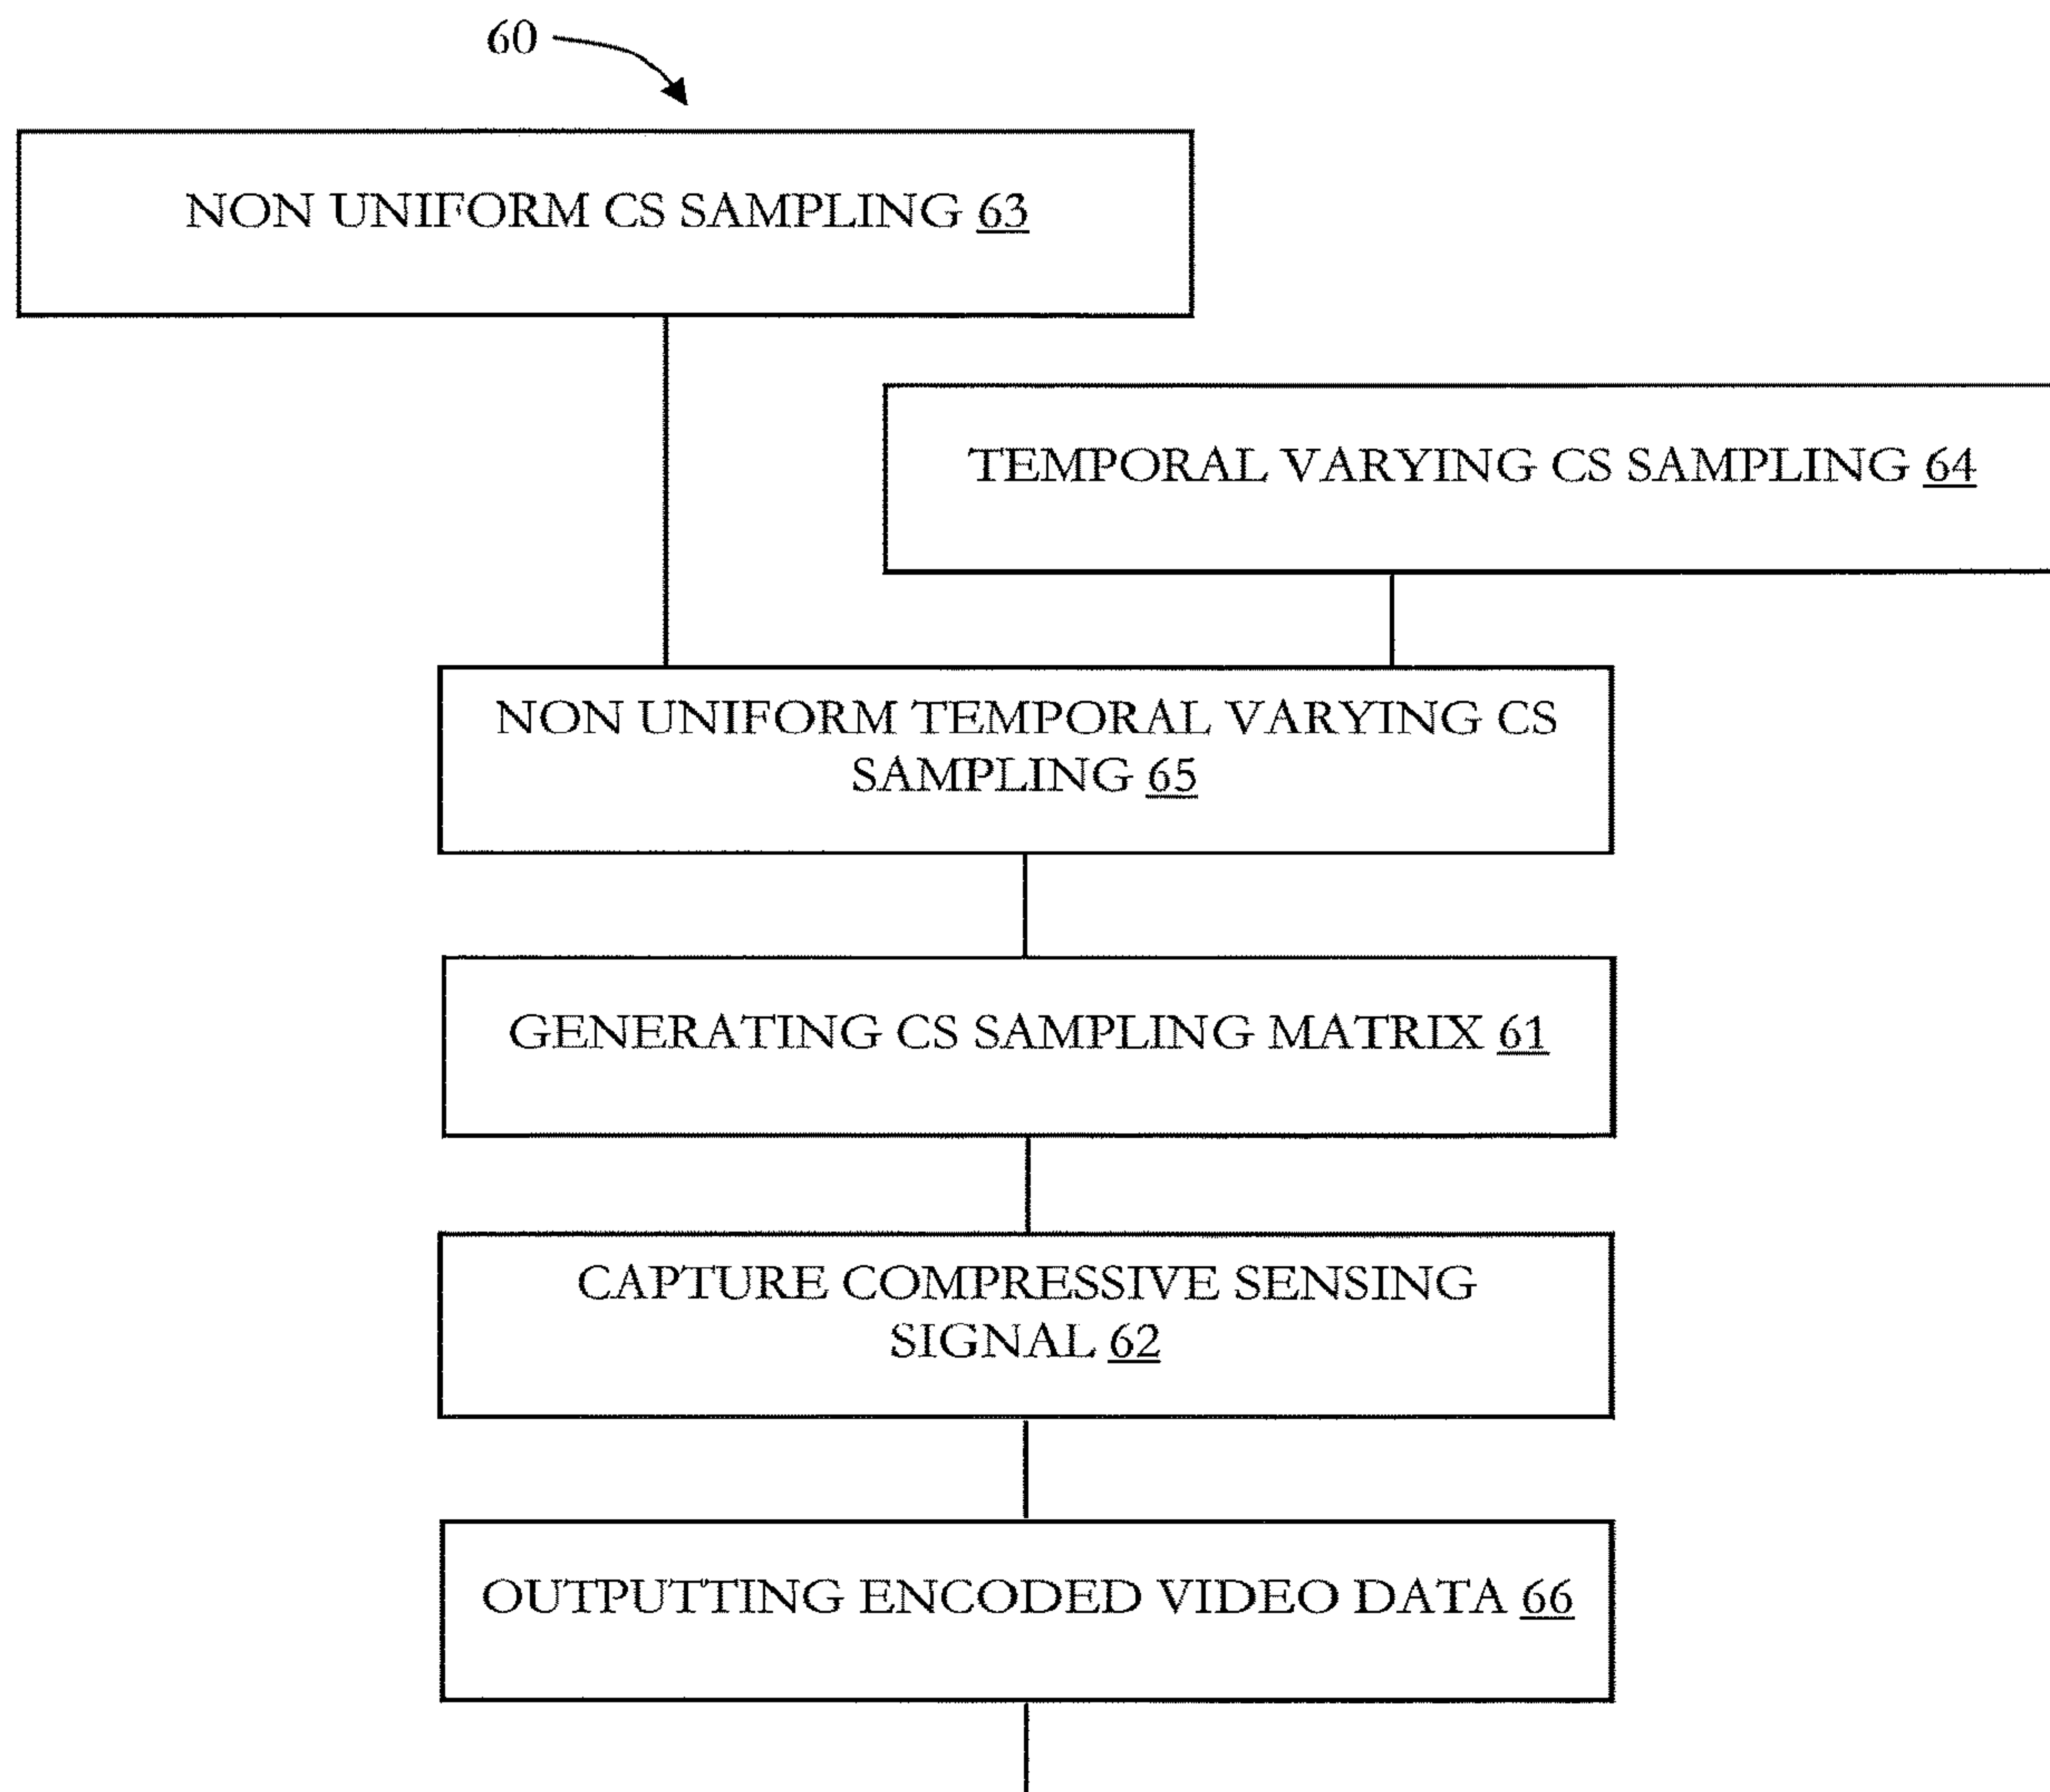 60
NON UNIFORM CS SAMPLING 63
TEMPORAL VARYING CS SAMPLING 64
NON UNIFORM TEMPORAL VARYING CS
SAMPLING 65
GENERATING CS SAMPLING MATRIX 61
CAPTURE COMPRESSIVE SENSING
SIGNAL 62
OUTPUTTING ENCODED VIDEO DATA 66